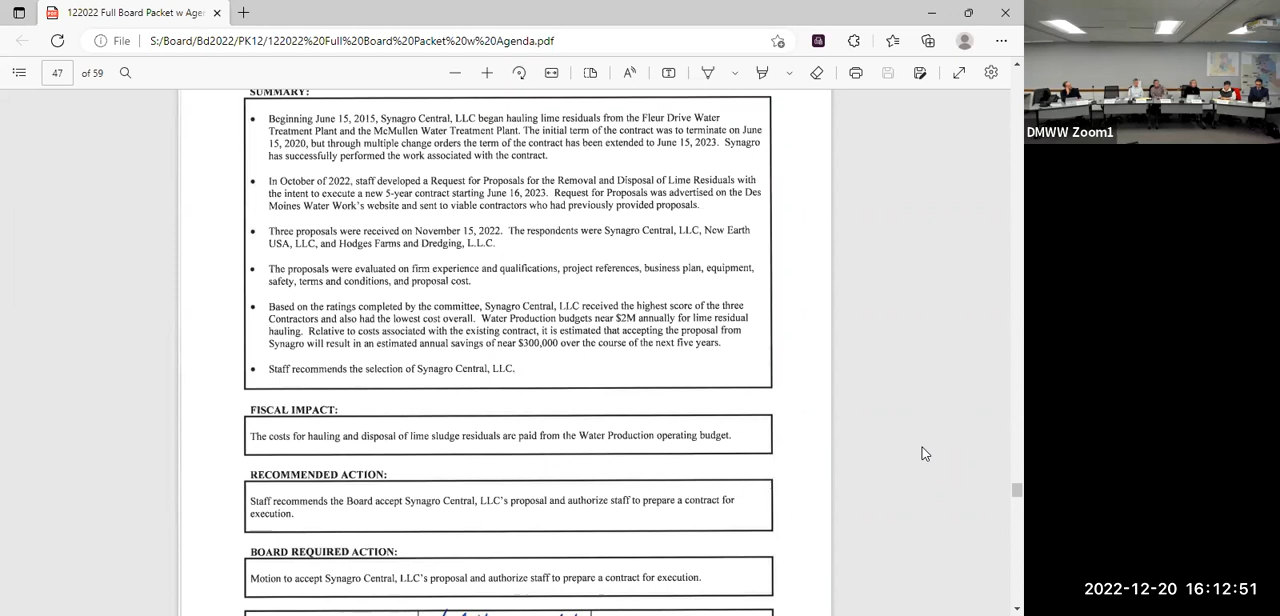 122022 Full Board Packet w Ager
File
S:/Board/Bd2022/PK12/122022%20Full%20Board%20Packet%20w%20Agenda.pdf
47 of 59
SUMMARY:
• Beginning June 15, 2015, Synagro Central, LLC began hauling lime residuals from the Fleur Drive Water
Treatment Plant and the McMullen Water Treatment Plant. The initial term of the contract was to terminate on June
15, 2020, but through multiple change orders the term of the contract has been extended to June 15, 2023. Synagro
has successfully performed the work associated with the contract.
• In October of 2022, staff developed a Request for Proposals for the Removal and Disposal of Lime Residuals with
the intent to execute a new 5-year contract starting June 16, 2023. Request for Proposals was advertised on the Des
Moines Water Work's website and sent to viable contractors who had previously provided proposals.
• Three proposals were received on November 15, 2022. The respondents were Synagro Central, LLC, New Earth
USA, LLC, and Hodges Farms and Dredging, L.L.C.
• The proposals were evaluated on firm experience and qualifications, project references, business plan, equipment,
safety, terms and conditions, and proposal cost.
• Based on the ratings completed by the committee, Synagro Central, LLC received the highest score of the three
Contractors and also had the lowest cost overall. Water Production budgets near $2M annually for lime residual
hauling. Relative to costs associated with the existing contract, it is estimated that accepting the proposal from
Synagro will result in an estimated annual savings of near $300,000 over the course of the next five years.
• Staff recommends the selection of Synagro Central, LLC.
FISCAL IMPACT:
The costs for hauling and disposal of lime sludge residuals are paid from the Water Production operating budget.
RECOMMENDED ACTION:
Staff recommends the Board accept Synagro Central, LLC's proposal and authorize staff to prepare a contract for
execution.
BOARD REQUIRED ACTION:
Motion to accept Synagro Central, LLC's proposal and authorize staff to prepare a contract for execution.
DMWW Zoom1
2022-12-20 16:12:51